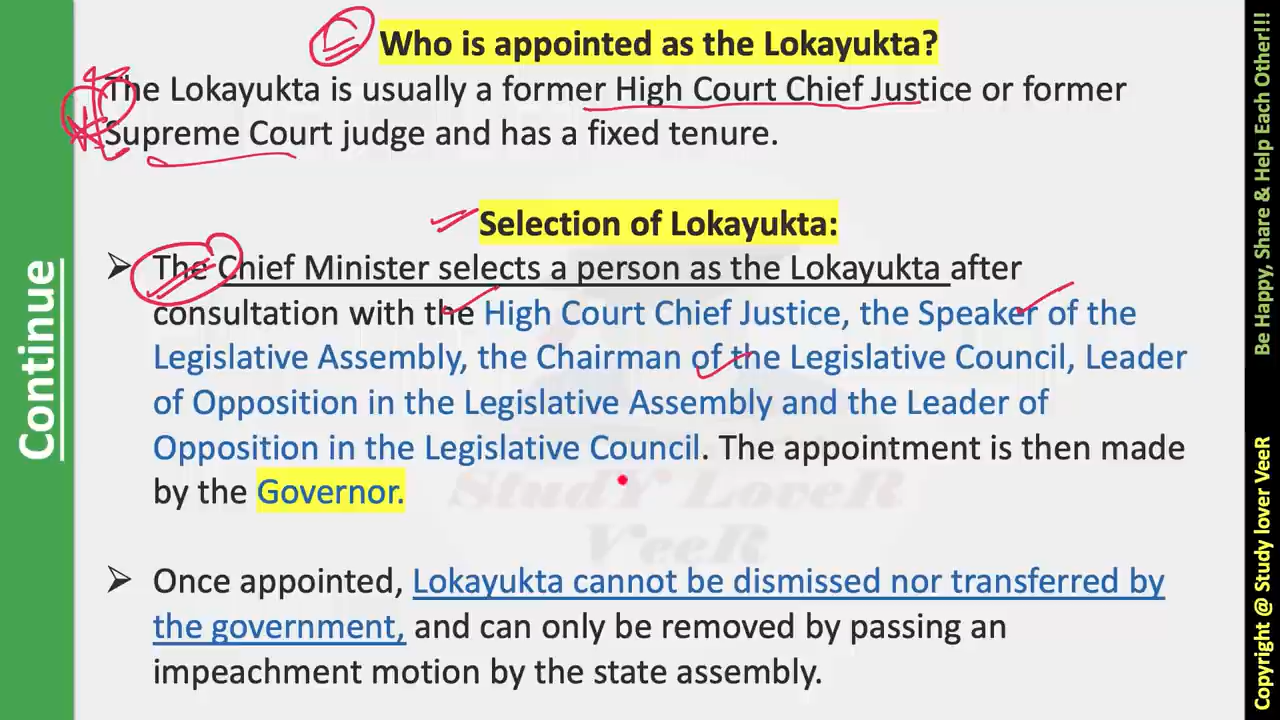 Who is appointed as the Lokayukta?
The Lokayukta is usually a former High Court Chief Justice or former
Supreme Court judge and has a fixed tenure.
Selection of Lokayukta:
➢ The Chief Minister selects a person as the Lokayukta after
consultation with the High Court Chief Justice, the Speaker of the
Legislative Assembly, the Chairman of the Legislative Council, Leader
of Opposition in the Legislative Assembly and the Leader of
Opposition in the Legislative Council. The appointment is then made
by the Governor.
➢ Once appointed, Lokayukta cannot be dismissed nor transferred by
the government, and can only be removed by passing an
impeachment motion by the state assembly.
Continue
StudY LoveR
VeeR
Be Happy, Share & Help Each Other!!!
Copyright @ Study lover VeeR